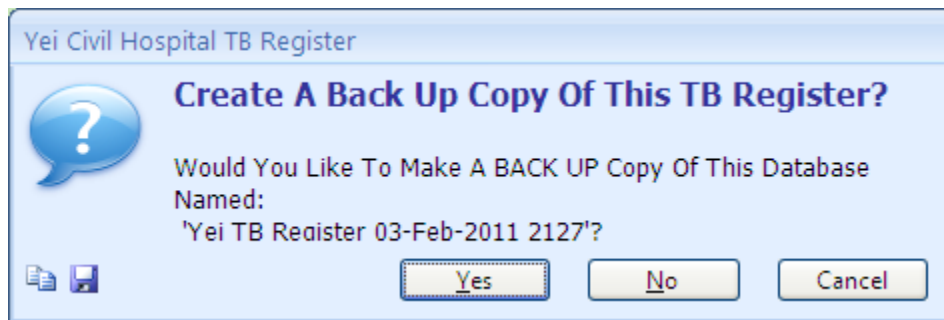 Yei Civil Hospital TB Register
Create A Back Up Copy Of This TB Register?
Would You Like To Make A BACK UP Copy Of This Database
Named:
'Yei TB Register 03-Feb-2011 2127'?
Yes No Cancel